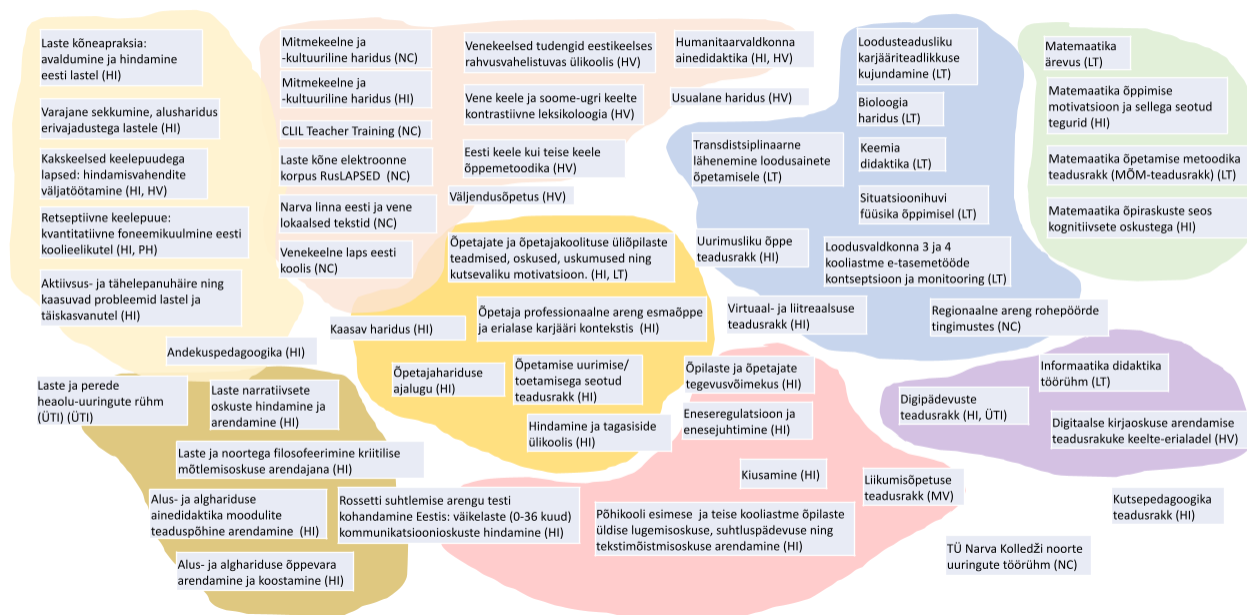 Laste kõneapraksia:
avaldumine ja hindamine
eesti lastel (HI)
Varajane sekkumine, alusharidus
erivajadustega lastele (HI)
Kakskeelsed keelepuudega
lapsed: hindamisvahendite
väljatöötamine (HI, HV)
Retseptiivne keelepuue:
kvantitatiivne foneemikuulmine eesti
koolieelikutel (HI, PH)
Aktiivsus- ja tähelepanuhäire ning
kaasuvad probleemid lastel ja
täiskasvanutel (HI)
Andekuspedagoogika (HI)
Mitmekeelne ja
-kultuuriline haridus (NC)
Mitmekeelne ja
-kultuuriline haridus (HI)
CLIL Teacher Training (NC)
Laste kõne elektroonne
korpus RusLAPSED (NC)
Narva linna eesti ja vene
lokaalsed tekstid (NC)
Venekeelne laps eesti
koolis (NC)
Venekeelsed tudengid eestikeelses
rahvusvahelistuvas ülikoolis (HV)
Vene keele ja soome-ugri keelte
kontrastiivne leksikoloogia (HV)
Eesti keele kui teise keele
õppemetoodika (HV)
Väljendusõpetus (HV)
Humanitaarvaldkonna
ainedidaktika (HI, HV)
Usualane haridus (HV)
Loodusteadusliku
karjääriteadlikkuse
kujundamine (LT)
Bioloogia
haridus (LT)
Transdistsiplinaarne
lähenemine loodusainete
õpetamisele (LT)
Keemia
didaktika (LT)
Situatsioonihuvi
füüsika õppimisel (LT)
Uurimusliku õppe
teadusrakk (HI)
Loodusvaldkonna 3 ja 4
kooliastme e-tasemetööde
kontseptsioon ja monitooring (LT)
Virtuaal- ja liitreaalsuse
teadusrakk (HI)
Regionaalne areng rohepöörde
tingimustes (NC)
Matemaatika
ärevus (LT)
Matemaatika õppimise
motivatsioon ja sellega seotud
tegurid (HI)
Matemaatika õpetamise metoodika
teadusrakk (MÕM-teadusrakk) (LT)
Matemaatika õpiraskuste seos
kognitiivsete oskustega (HI)
Õpetajate ja õpetajakoolituse üliõpilaste
teadmised, oskused, uskumused ning
kutsevaliku motivatsioon. (HI, LT)
Kaasav haridus (HI)
Õpetaja professionaalne areng esmaõppe
ja erialase karjääri kontekstis (HI)
Õpetajahariduse
ajalugu (HI)
Õpetamise uurimise/
toetamisega seotud
teadusrakk (HI)
Hindamine ja tagasiside
ülikoolis (HI)
Õpilaste ja õpetajate
tegevusvõimekus (HI)
Eneseregulatsioon ja
enesejuhtimine (HI)
Kiusamine (HI)
Liikumisõpetuse
teadusrakk (MV)
Põhikooli esimese ja teise kooliastme õpilaste
üldise lugemisoskuse, suhtluspädevuse ning
tekstimõistmisoskuse arendamine (HI)
Informaatika didaktika
töörühm (LT)
Digipädevuste
teadusrakk (HI, ÜTI)
Digitaalse kirjaoskuse arendamise
teadusrakuke keelte-erialadel (HV)
Laste ja perede
heaolu-uuringute rühm
(ÜTI) (ÜTI)
Laste narratiivsete
oskuste hindamine ja
arendamine (HI)
Laste ja noortega filosofeerimine kriitilise
mõtlemisoskuse arendajana (HI)
Alus- ja alghariduse
ainedidaktika moodulite
teaduspõhine arendamine (HI)
Rossetti suhtlemise arengu testi
kohandamine Eestis: väikelaste (0-36 kuud)
kommunikatsioonioskuste hindamine (HI)
Alus- ja alghariduse õppevara
arendamine ja koostamine (HI)
Kutsepedagoogika
teadusrakk (HI)
TÜ Narva Kolledži noorte
uuringute töörühm (NC)